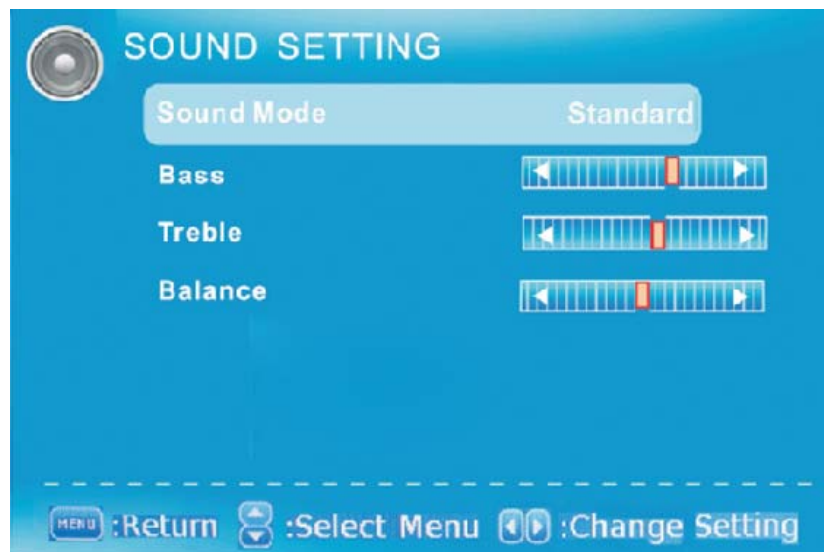 SOUND SETTING
Sound Mode Standard
Bass
Treble
Balance
MENU :Return :Select Menu :Change Setting